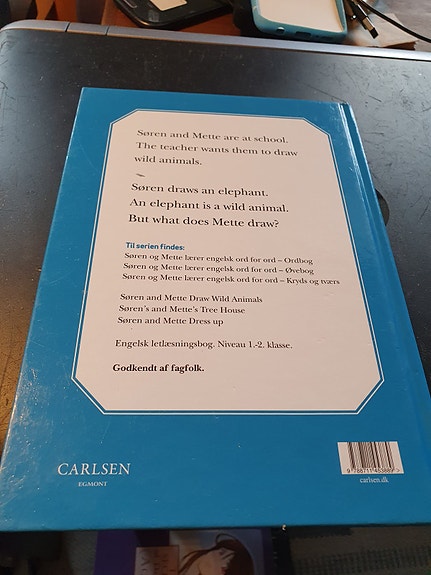 Søren and Mette are at school.
The teacher wants them to draw
wild animals.
Søren draws an elephant.
An elephant is a wild animal.
But what does Mette draw?
Til serien findes:
Søren og Mette lærer engelsk ord for ord – Ordbog
Søren og Mette lærer engelsk ord for ord – Øvebog
Søren og Mette lærer engelsk ord for ord – Kryds og tværs
Søren and Mette Draw Wild Animals
Søren's and Mette's Tree House
Søren and Mette Dress up
Engelsk letlæsningsbog. Niveau 1.-2. klasse.
Godkendt af fagfolk.
CARLSEN
EGMONT
carlsen.dk